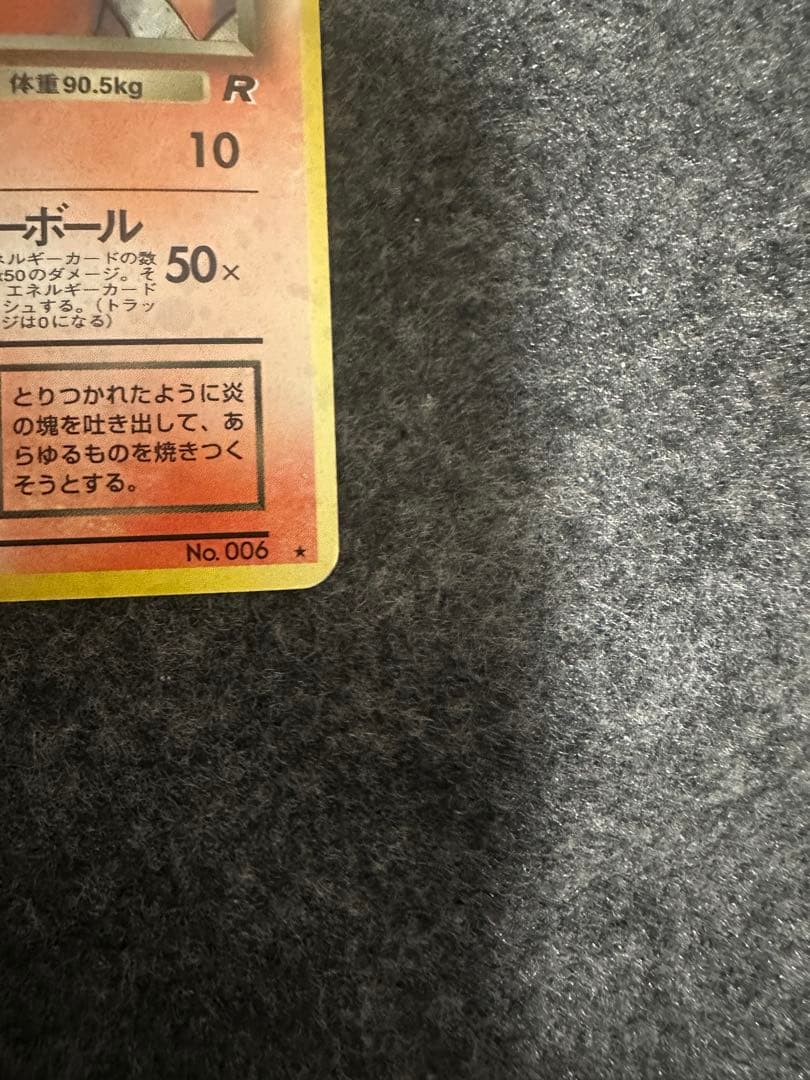 体重90.5kg R
10
ーボール
ネルギーカードの数
は50のダメージ。そ
50×
エネルギーカード
シュする。（トラッ
ジは0になる）
とりつかれたように炎
の塊を吐き出して、あ
らゆるものを焼きつく
そうとする。
No. 006 ★